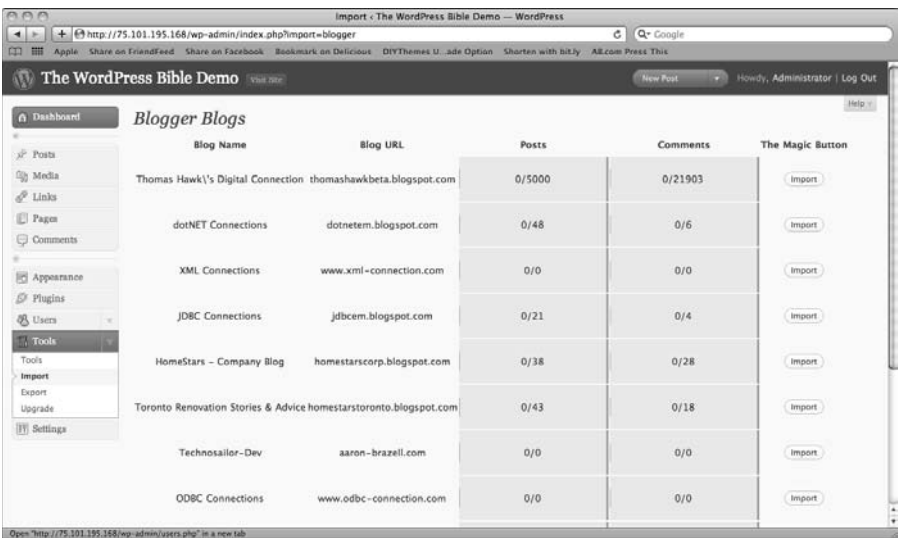 Import ‹ The WordPress Bible Demo — WordPress
http://75.101.195.168/wp-admin/index.php?import=blogger
Google
Apple Share on FriendFeed Share on Facebook Bookmark on Delicious DIYThemes U...ade Option Shorten with bit.ly AB.com Press This
The WordPress Bible Demo Visit Site New Post Howdy, Administrator | Log Out
Help
Dashboard
Posts
Media
Links
Pages
Comments
Appearance
Plugins
Users
Tools
Tools
Import
Export
Upgrade
Settings
Blogger Blogs
Blog Name Blog URL Posts Comments The Magic Button
Thomas Hawk\'s Digital Connection thomashawkbeta.blogspot.com 0/5000 0/21903 Import
dotNET Connections dotnetem.blogspot.com 0/48 0/6 Import
XML Connections www.xml-connection.com 0/0 0/0 Import
JDBC Connections jdbcem.blogspot.com 0/21 0/4 Import
HomeStars - Company Blog homestarscorp.blogspot.com 0/38 0/28 Import
Toronto Renovation Stories & Advice homestarstoronto.blogspot.com 0/43 0/18 Import
Technosailor-Dev aaron-brazell.com 0/0 0/0 Import
ODBC Connections www.odbc-connection.com 0/0 0/0 Import
Open "http://75.101.195.168/wp-admin/users.php" in a new tab